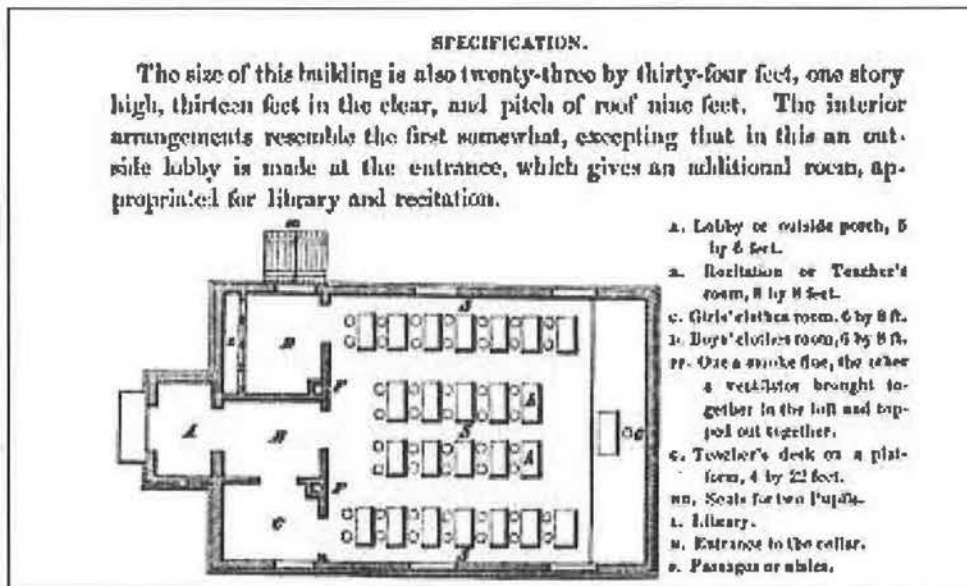 SPECIFICATION.
The size of this building is also twenty-three by thirty-four feet, one story
high, thirteen feet in the clear, and pitch of roof nine feet. The interior
arrangements resemble the first somewhat, excepting that in this an out-
side lobby is made at the entrance, which gives an additional room, ap-
propriated for library and recitation.
A. Lobby or outside porch,
by 6 feet.
Recitation or Teacher's
room, 8 by 8 feet.
C. Girls' clothes room, 6 by 8 ft.
Boys' clothes room, 6 by 8 ft.
FF. One a smoke flue, the other
a ventilator brought to-
gether in the loft and top-
ped out together.
G. Teacher's desk on a plat-
form, 4 by 22 feet.
Seats for two Pupils.
Library.
Entrance to the cellar.
Passages or aisles.
S
D
F
A
B
A
S
A
G
F
C